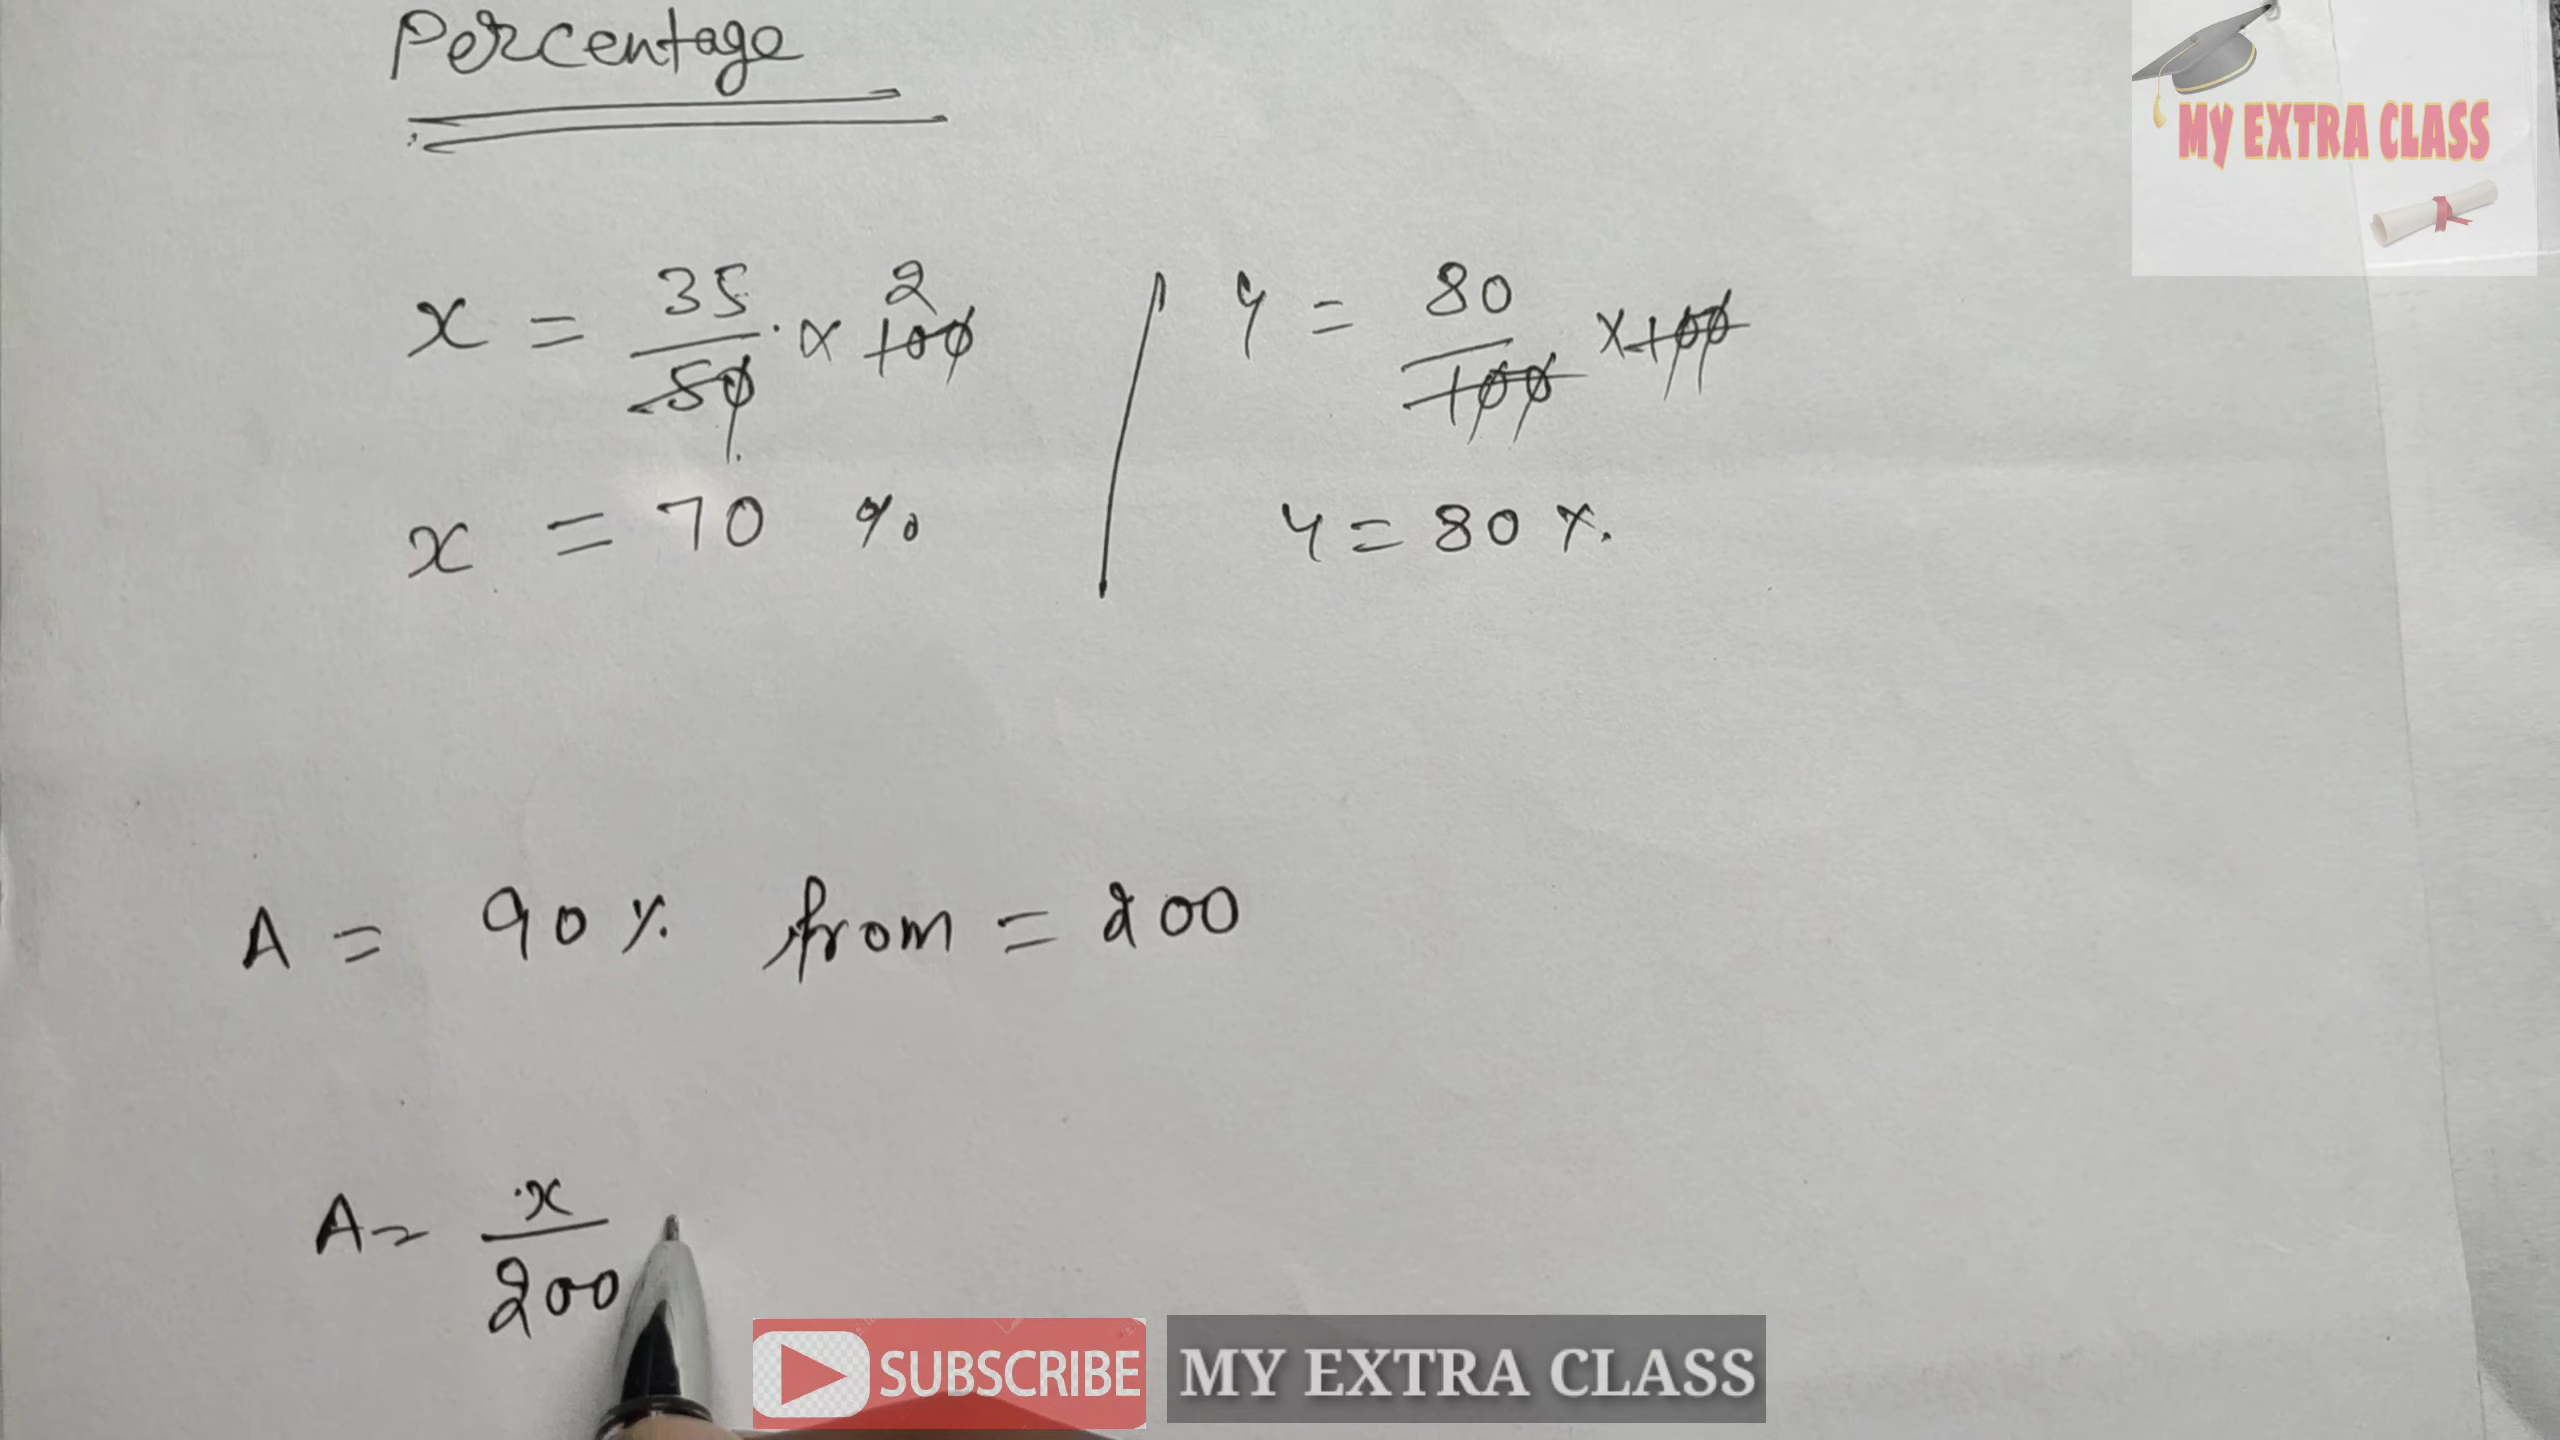 Percentage
MY EXTRA CLASS
x = 35/50 × 100 2
y = 80/100 × 100
x = 70 %
y = 80 %.
A = 90 %. from = 200
A = x/200
SUBSCRIBE
MY EXTRA CLASS